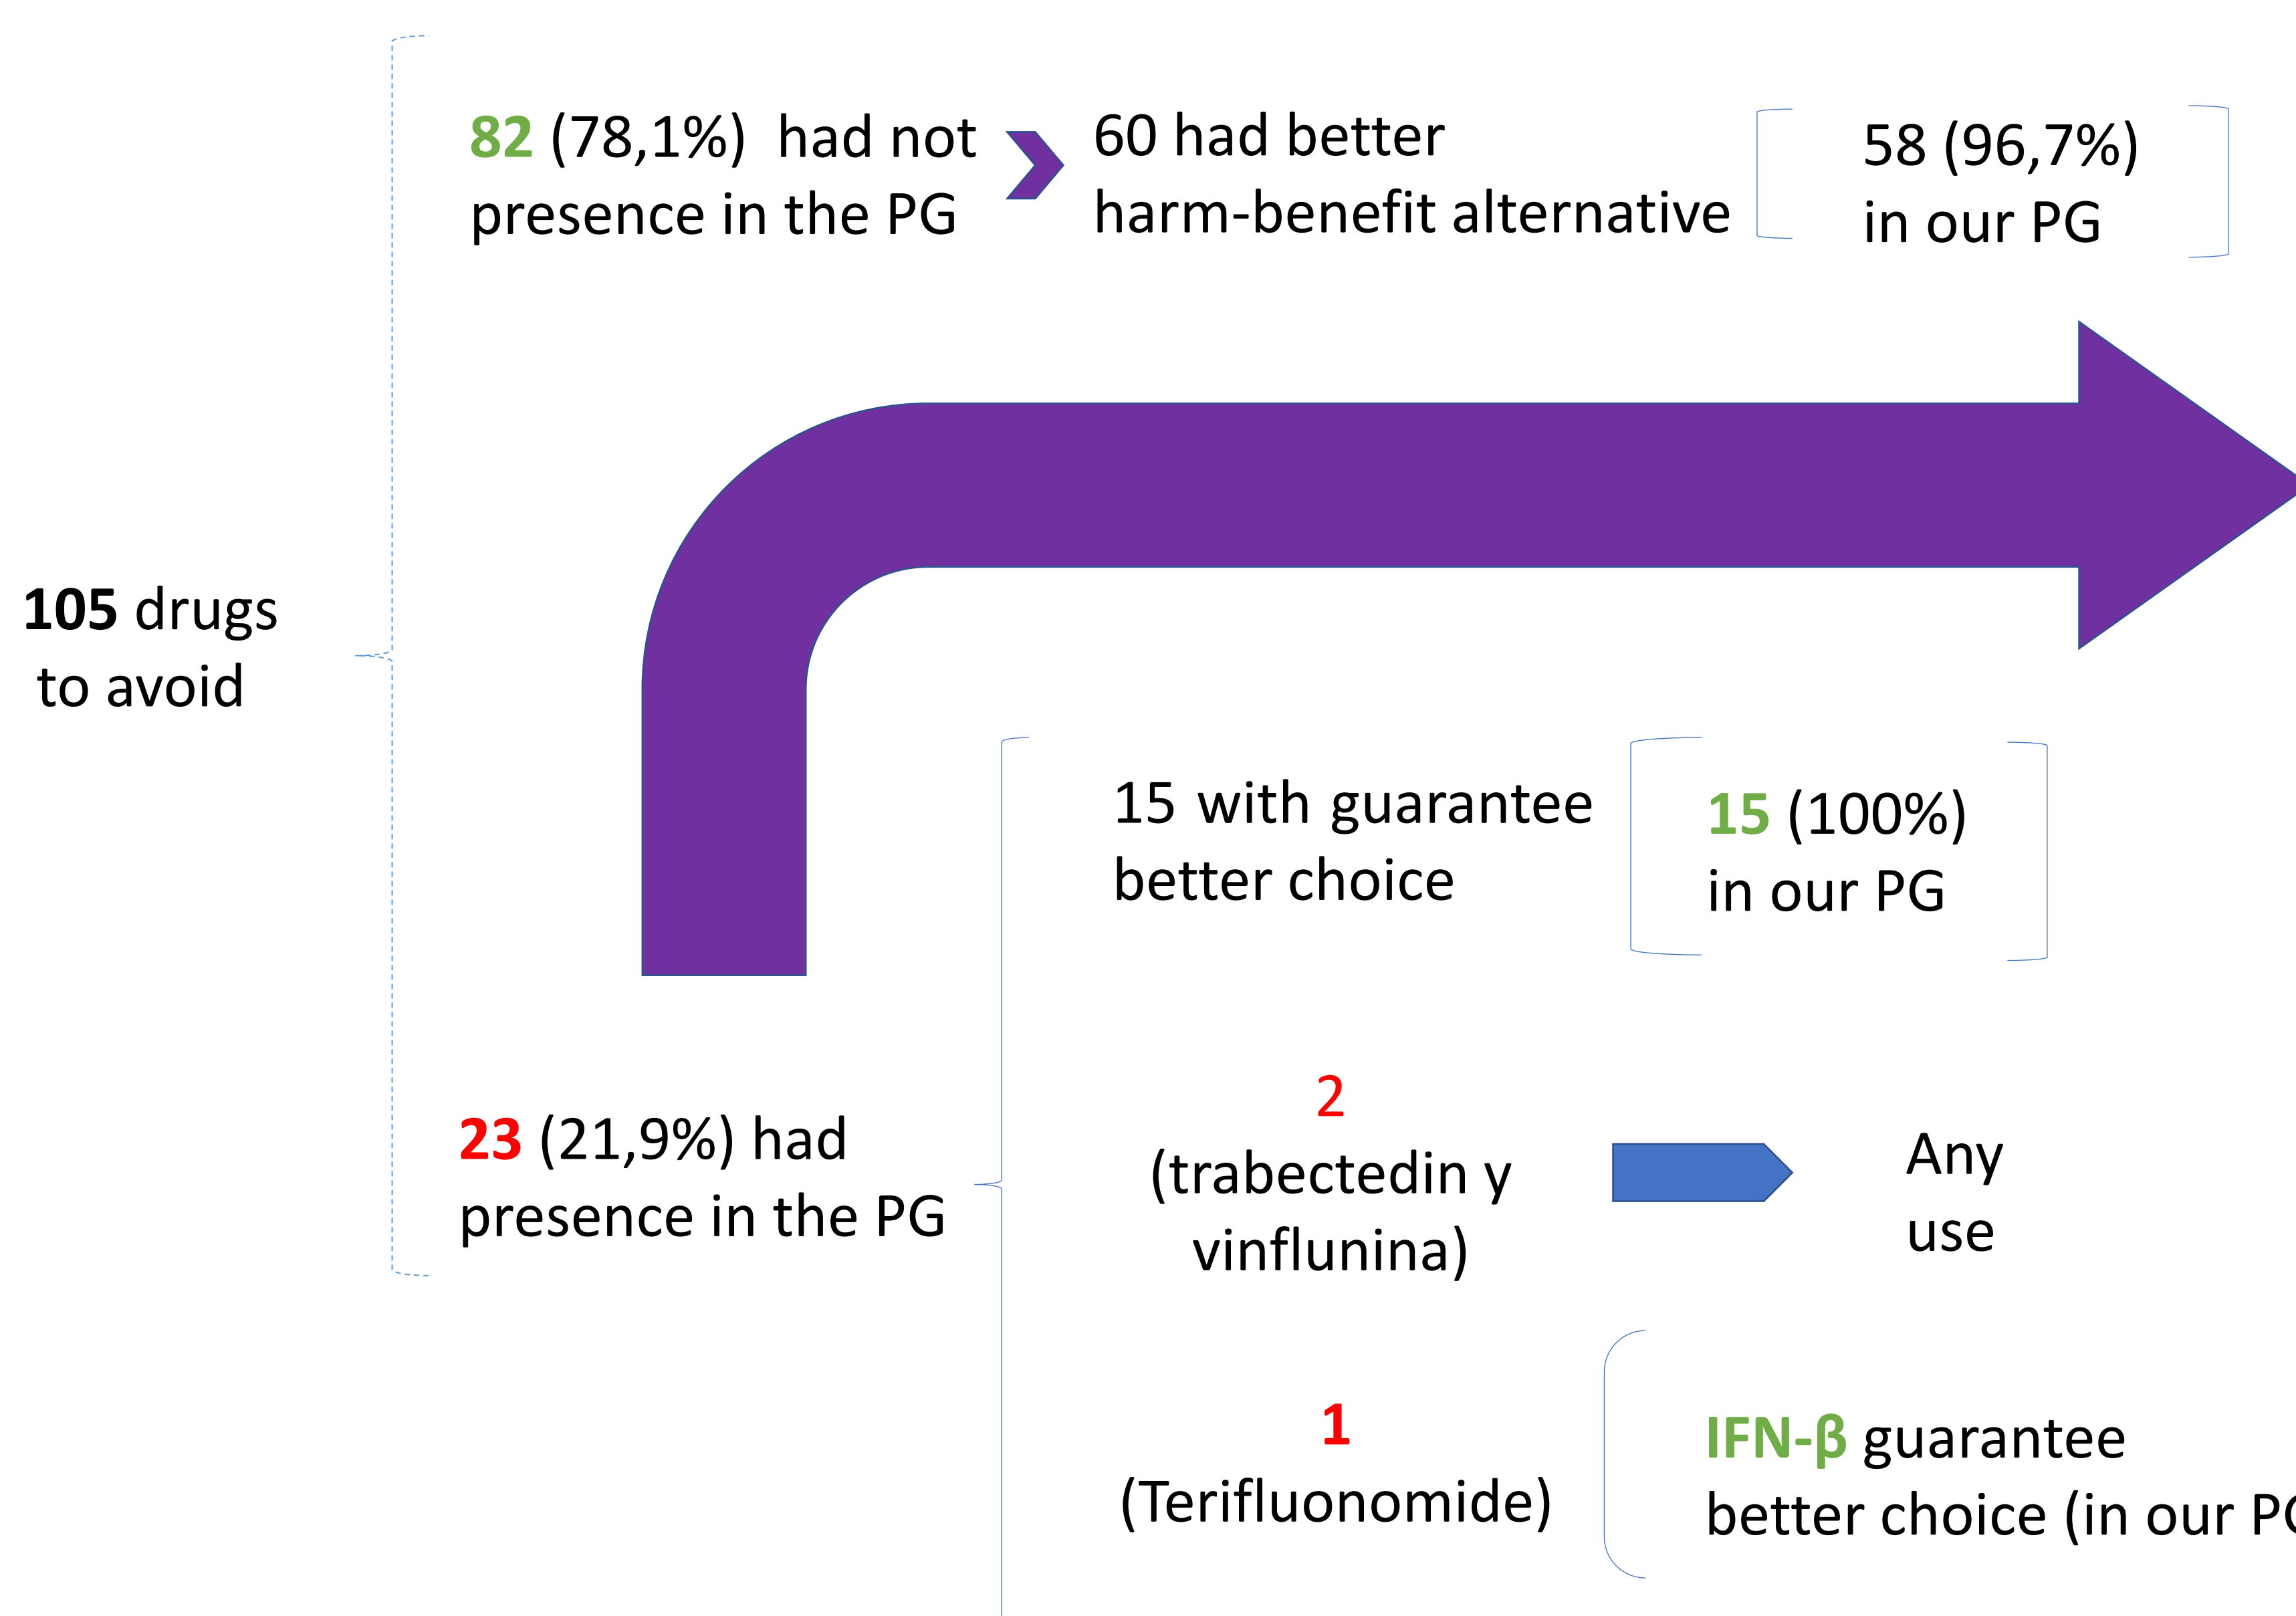 82 (78,1%) had not
presence in the PG
60 had better
harm-benefit alternative
58 (96,7%)
in our PG
105 drugs
to avoid
15 with guarantee
better choice
15 (100%)
in our PG
23 (21,9%) had
presence in the PG
2
(trabectedin y
vinflunina)
Any
use
1
(Terifluonomide)
IFN-β guarantee
better choice (in our PG